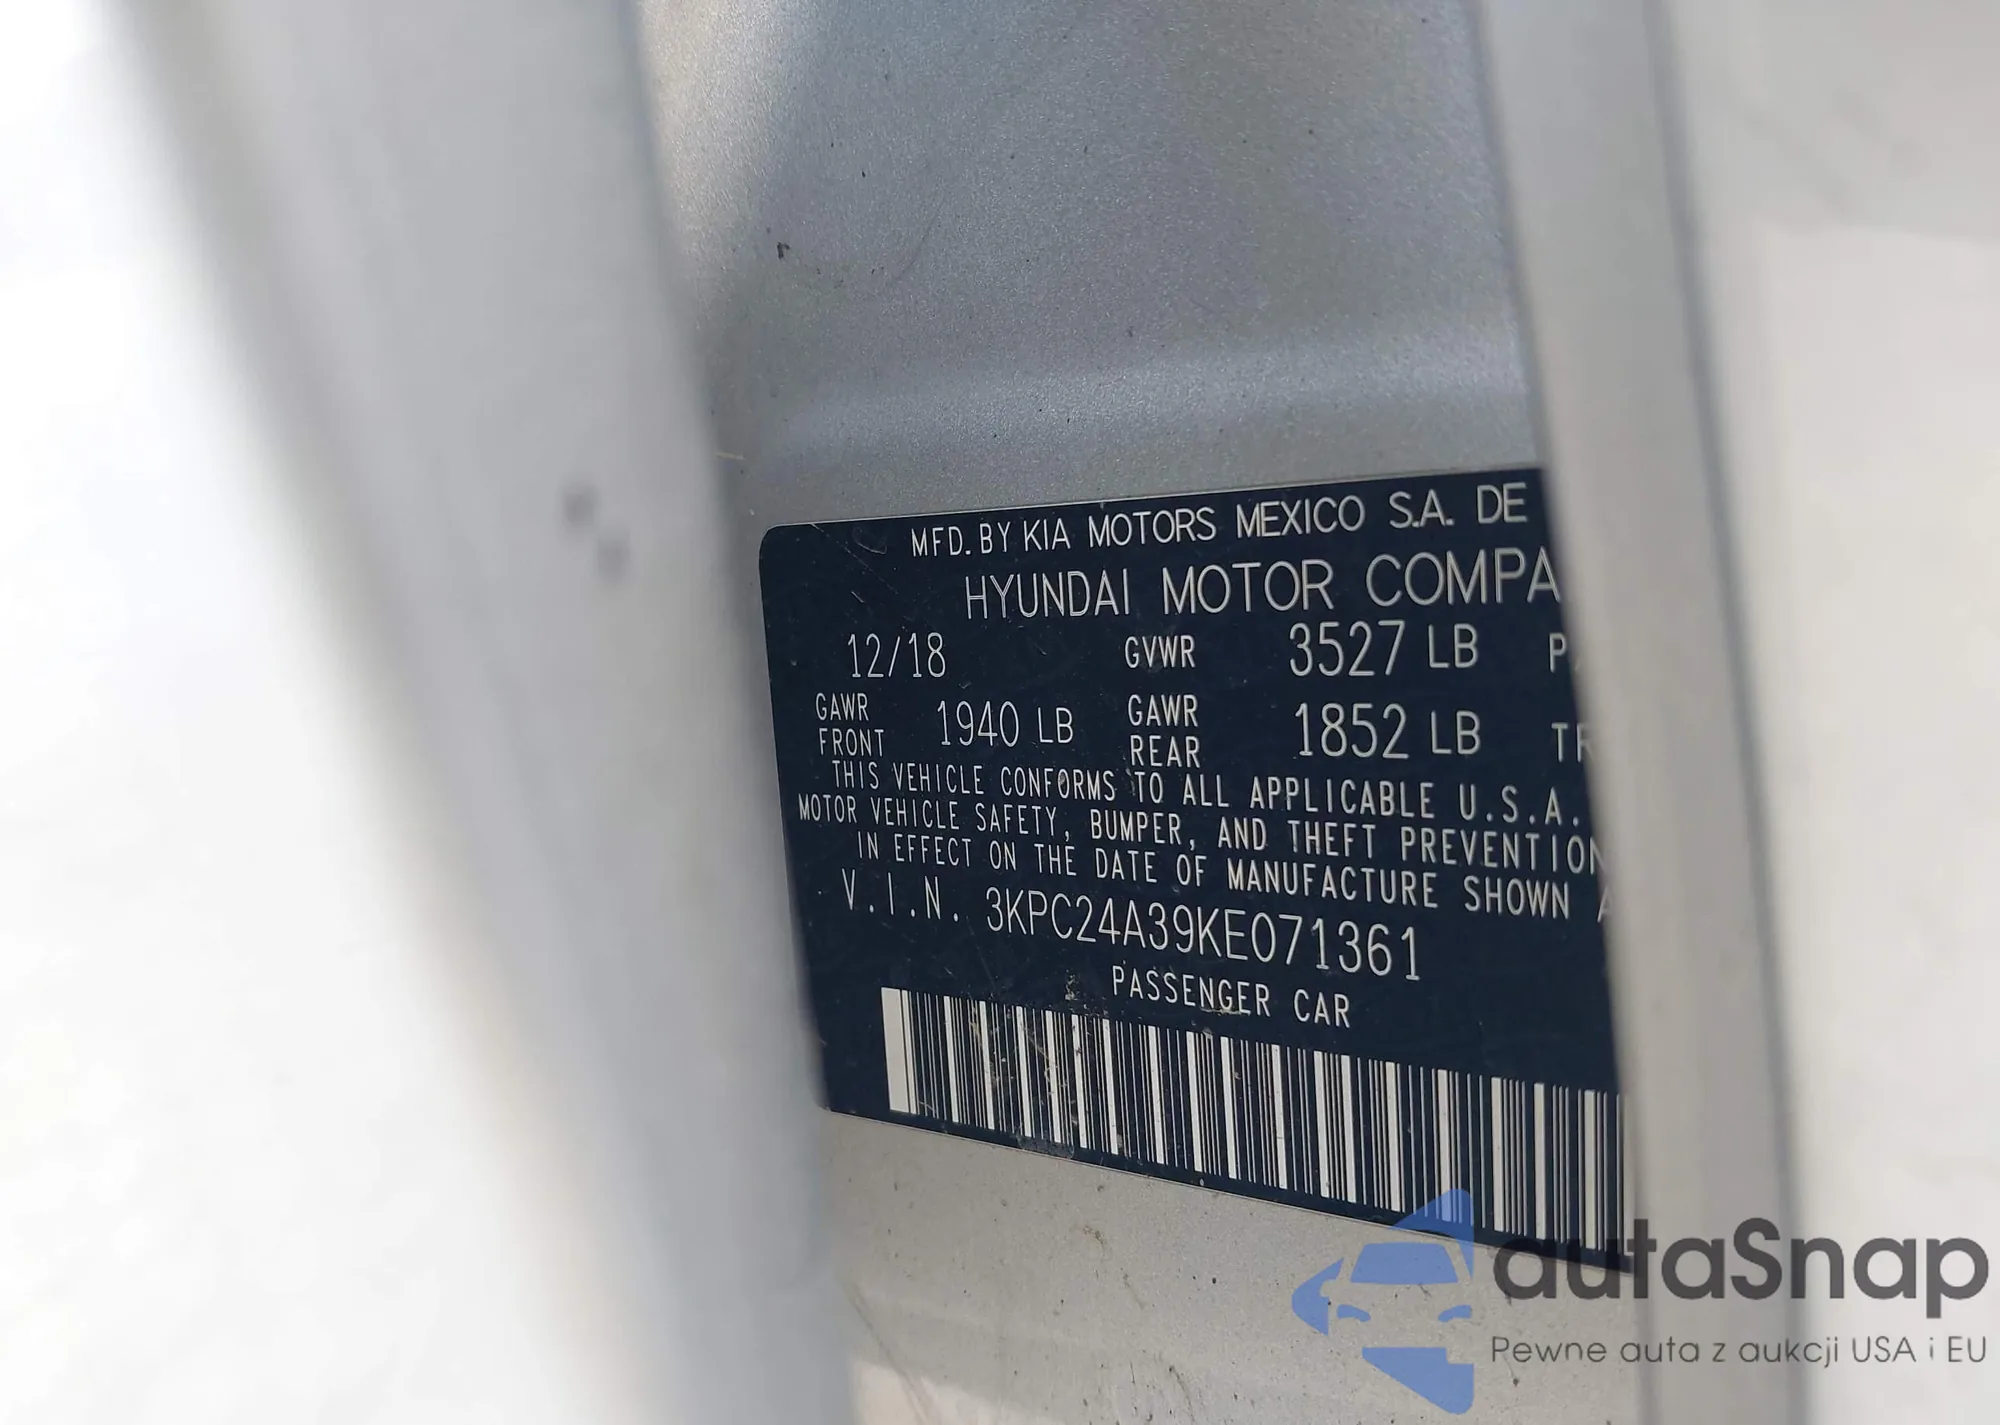 MFD. BY KIA MOTORS MEXICO S.A. DE
HYUNDAI MOTOR COMPA
12/18 GVWR 3527 LB P
GAWR FRONT 1940 LB GAWR REAR 1852 LB TR
THIS VEHICLE CONFORMS TO ALL APPLICABLE U.S.A.
MOTOR VEHICLE SAFETY, BUMPER, AND THEFT PREVENTION
IN EFFECT ON THE DATE OF MANUFACTURE SHOWN A
V.I.N. 3KPC24A39KE071361
PASSENGER CAR
autaSnap
Pewne auta z aukcji USA i EU